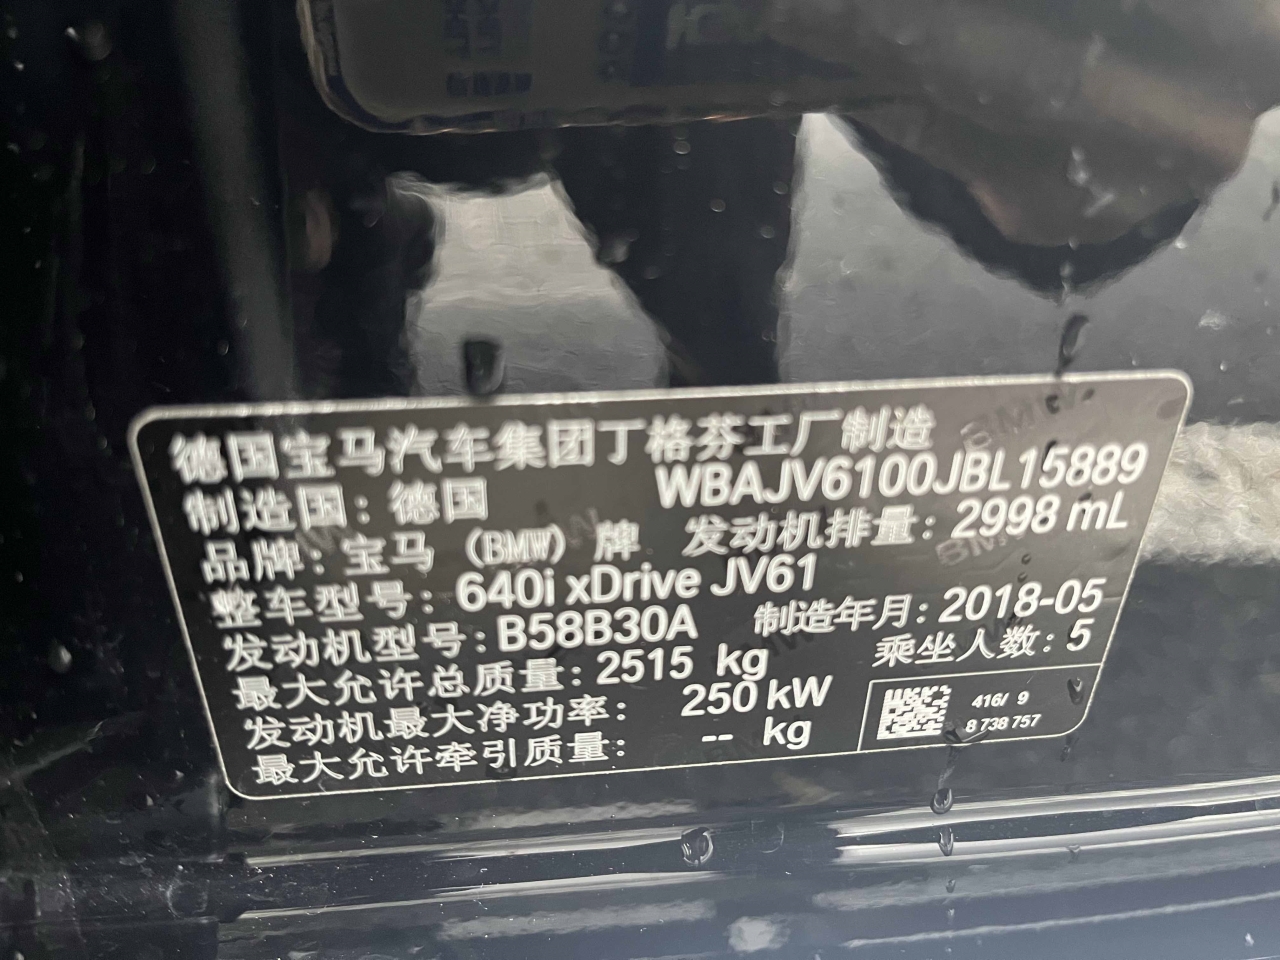 德国宝马汽车集团丁格芬工厂制造
制造国：德国 WBAJV6100JBL15889
品牌：宝马（BMW）牌 发动机排量：2998 mL
整车型号：640i xDrive JV61
发动机型号：B58B30A 制造年月：2018-05
最大允许总质量：2515 kg 乘坐人数：5
发动机最大净功率：250 kW
最大允许牵引质量：-- kg
416/ 9
8 738 757